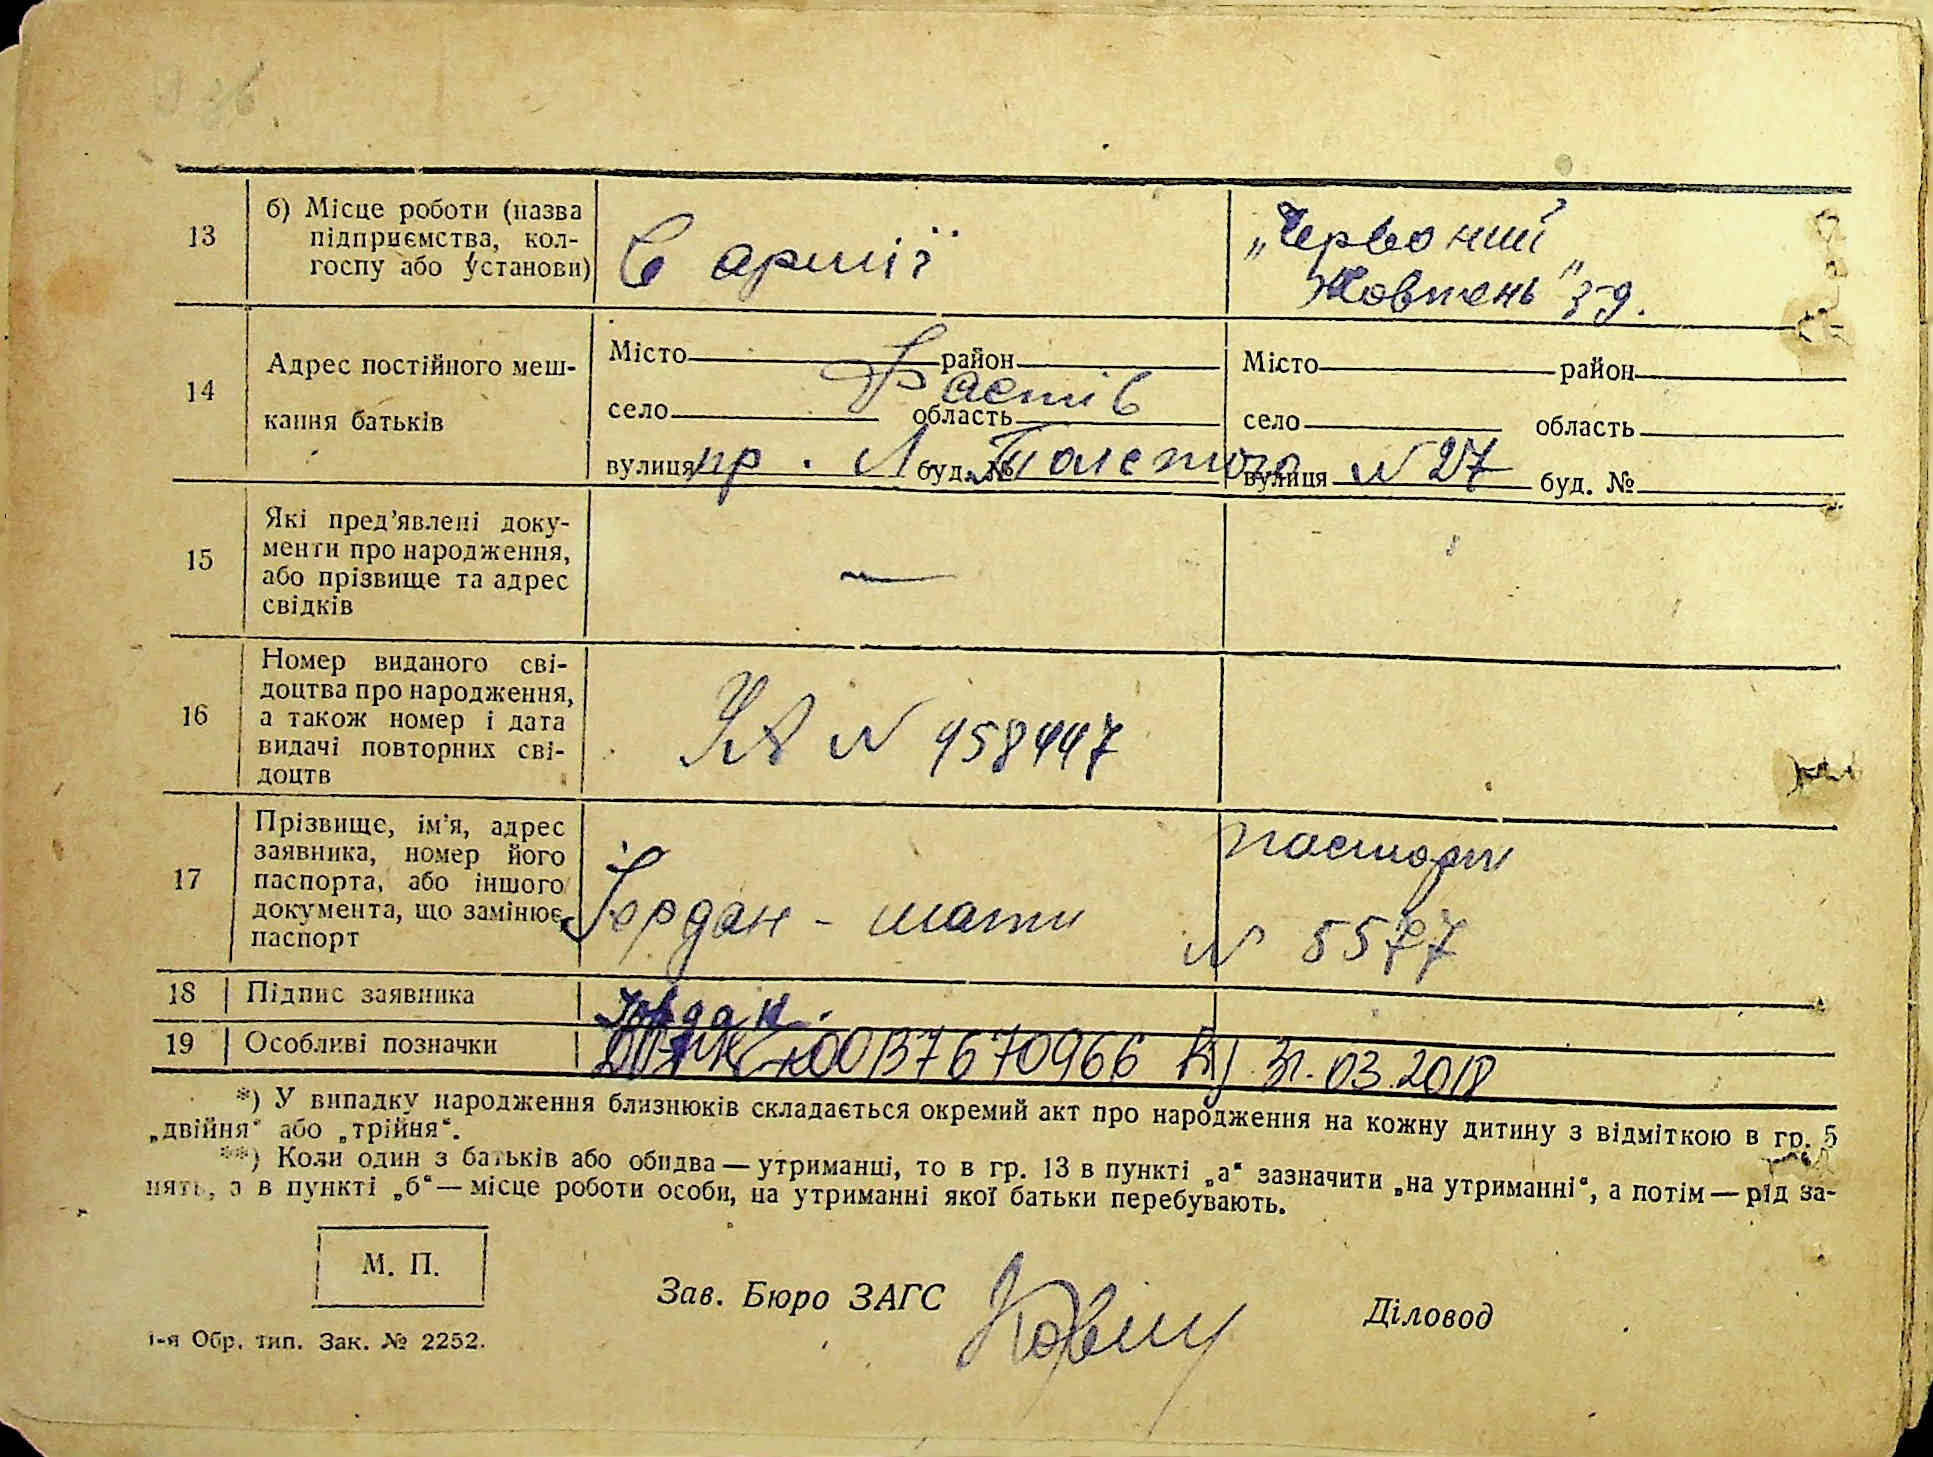 13
б) Місце роботи (назва
підприємства, кол-
госпу або установи)
в армії
„Червоний
Жовтень" з-д.
14
Адрес постійного меш-
кання батьків
Місто район
Фастів
село область
вулиця пр. Л. Толстого буд. №
Місто район
село область
вулиця N 27 буд. №
15
Які пред'явлені доку-
менти про народження,
або прізвище та адрес
свідків
—
16
Номер виданого сві-
доцтва про народження,
а також номер і дата
видачі повторних сві-
доцтв
УА N 958447
17
Прізвище, ім'я, адрес
заявника, номер його
паспорта, або іншого
документа, що замінює
паспорт
Йордан - мати
паспорт
N 5577
18 Підпис заявника
Йордан.
19 Особливі позначки
00137670966 31.03.2018
*) У випадку народження близнюків складається окремий акт про народження на кожну дитину з відміткою в гр. 5
„двійня“ або „трійня“.
**) Коли один з батьків або обидва — утриманці, то в гр. 13 в пункті „а“ зазначити „на утриманні“, а потім — рід за-
нять, а в пункті „б“ — місце роботи особи, на утриманні якої батьки перебувають.
М. П.
Зав. Бюро ЗАГС
Діловод
1-я Обр. тип. Зак. № 2252.